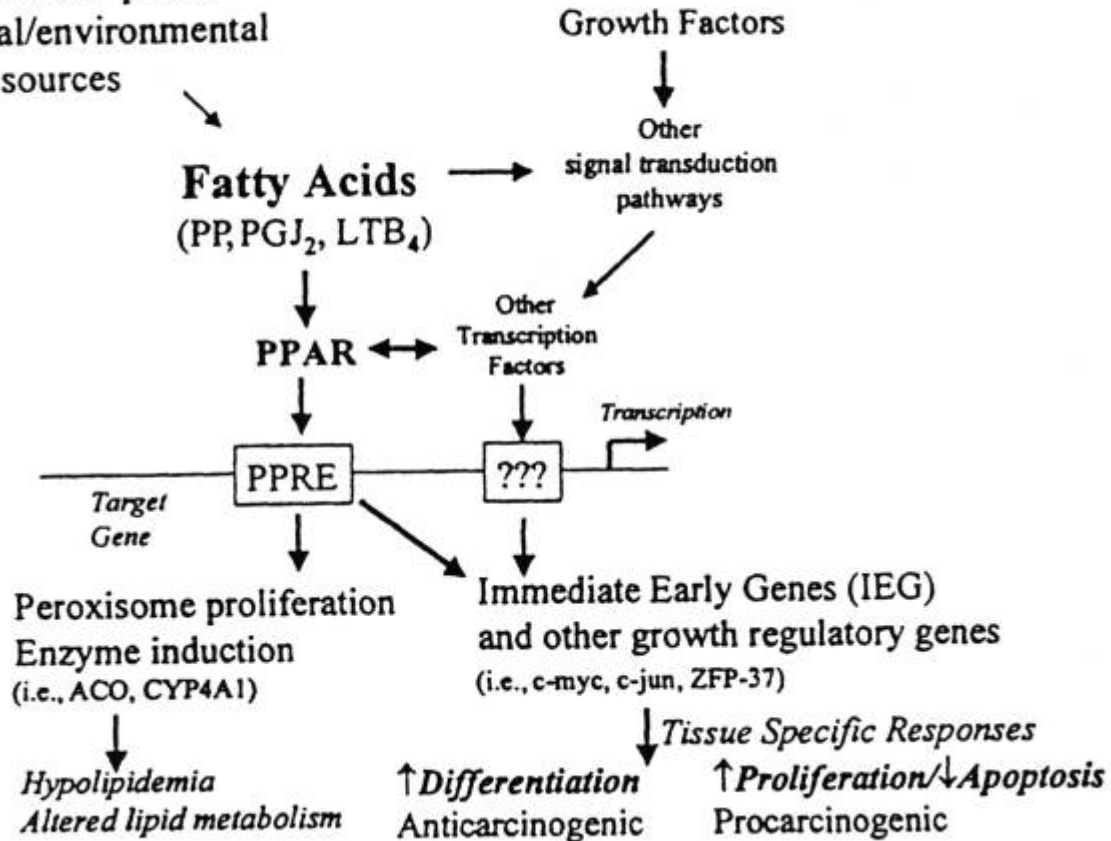 al/environmental
sources
Growth Factors
Other
signal transduction
pathways
Fatty Acids
(PP, PGJ₂, LTB₄)
Other
Transcription
Factors
PPAR
Transcription
PPRE
???
Target
Gene
Peroxisome proliferation
Enzyme induction
(i.e., ACO, CYP4A1)
Immediate Early Genes (IEG)
and other growth regulatory genes
(i.e., c-myc, c-jun, ZFP-37)
Tissue Specific Responses
Hypolipidemia
Altered lipid metabolism
↑Differentiation
Anticarcinogenic
↑Proliferation/↓Apoptosis
Procarcinogenic